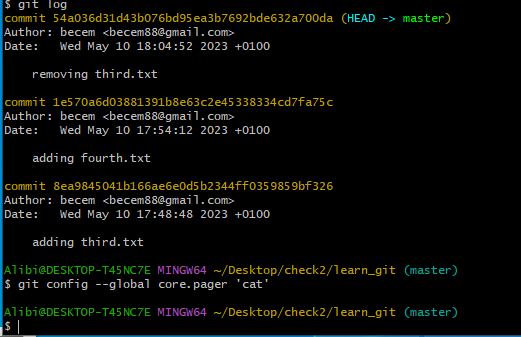 $ git log
commit 54a036d31d43b076bd95ea3b7692bde632a700da (HEAD -> master)
Author: becem <becem88@gmail.com>
Date:   Wed May 10 18:04:52 2023 +0100
removing third.txt
commit 1e570a6d03881391b8e63c2e45338334cd7fa75c
Author: becem <becem88@gmail.com>
Date:   Wed May 10 17:54:12 2023 +0100
adding fourth.txt
commit 8ea9845041b166ae6e0d5b2344ff0359859bf326
Author: becem <becem88@gmail.com>
Date:   Wed May 10 17:48:48 2023 +0100
adding third.txt
Alibi@DESKTOP-T45NC7E MINGW64 ~/Desktop/check2/learn_git (master)
$ git config --global core.pager 'cat'
Alibi@DESKTOP-T45NC7E MINGW64 ~/Desktop/check2/learn_git (master)
$